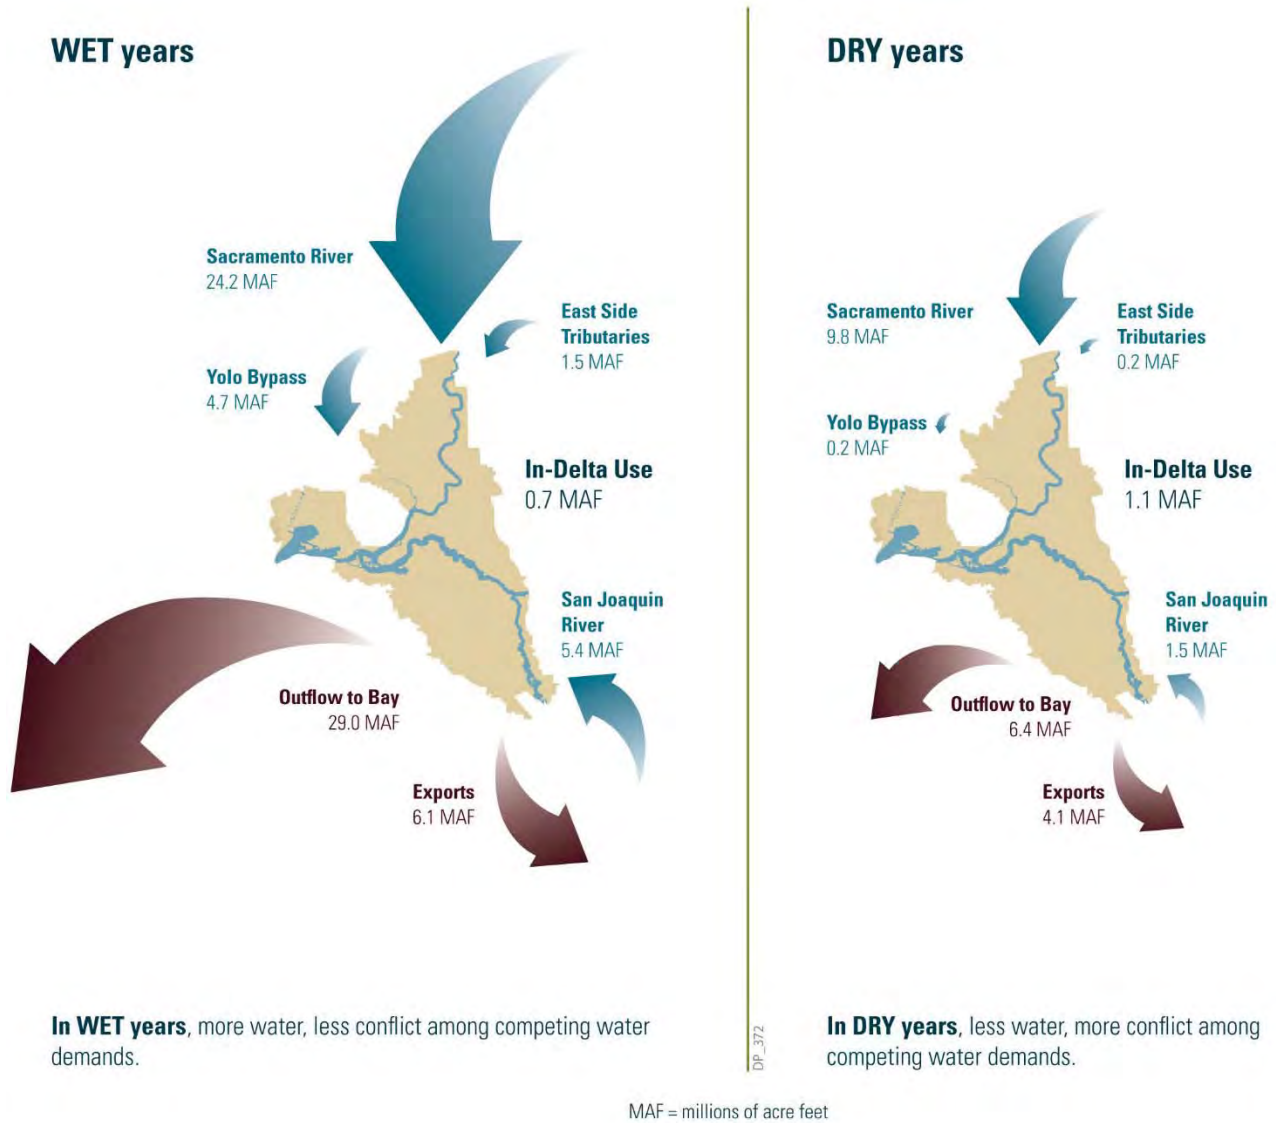 WET years
Sacramento River
24.2 MAF
East Side
Tributaries
1.5 MAF
Yolo Bypass
4.7 MAF
In-Delta Use
0.7 MAF
San Joaquin
River
5.4 MAF
Outflow to Bay
29.0 MAF
Exports
6.1 MAF
In WET years, more water, less conflict among competing water
demands.
DP_372
DRY years
Sacramento River
9.8 MAF
East Side
Tributaries
0.2 MAF
Yolo Bypass
0.2 MAF
In-Delta Use
1.1 MAF
San Joaquin
River
1.5 MAF
Outflow to Bay
6.4 MAF
Exports
4.1 MAF
In DRY years, less water, more conflict among
competing water demands.
MAF = millions of acre feet